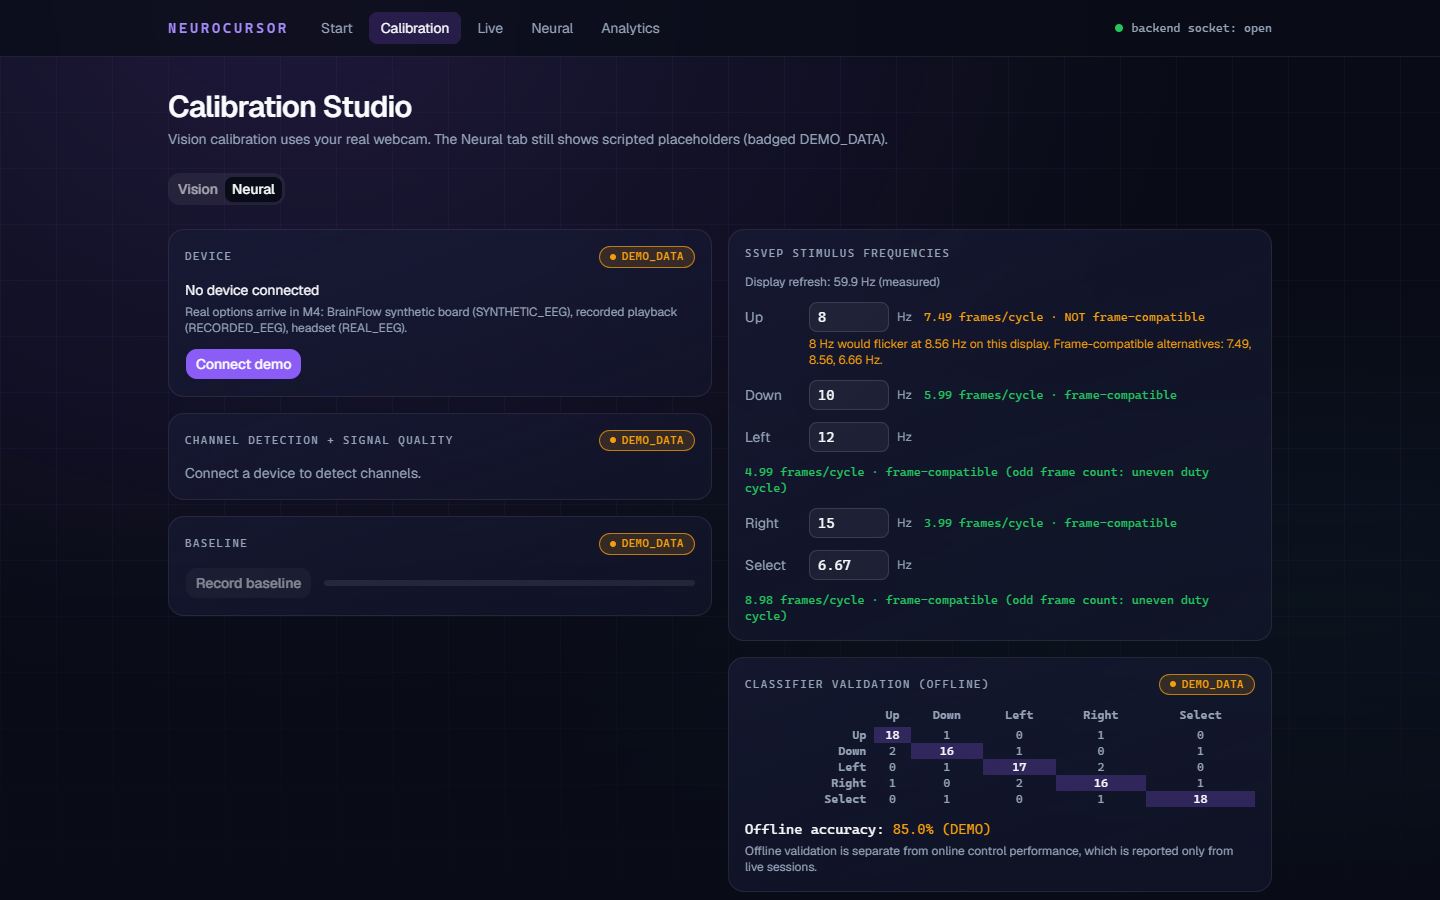 NEUROCURSOR Start Calibration Live Neural Analytics backend socket: open
Calibration Studio
Vision calibration uses your real webcam. The Neural tab still shows scripted placeholders (badged DEMO_DATA).
Vision Neural
DEVICE DEMO_DATA
No device connected
Real options arrive in M4: BrainFlow synthetic board (SYNTHETIC_EEG), recorded playback
(RECORDED_EEG), headset (REAL_EEG).
Connect demo
CHANNEL DETECTION + SIGNAL QUALITY DEMO_DATA
Connect a device to detect channels.
BASELINE DEMO_DATA
Record baseline
SSVEP STIMULUS FREQUENCIES
Display refresh: 59.9 Hz (measured)
Up 8 Hz 7.49 frames/cycle · NOT frame-compatible
8 Hz would flicker at 8.56 Hz on this display. Frame-compatible alternatives: 7.49,
8.56, 6.66 Hz.
Down 10 Hz 5.99 frames/cycle · frame-compatible
Left 12 Hz
4.99 frames/cycle · frame-compatible (odd frame count: uneven duty
cycle)
Right 15 Hz 3.99 frames/cycle · frame-compatible
Select 6.67 Hz
8.98 frames/cycle · frame-compatible (odd frame count: uneven duty
cycle)
CLASSIFIER VALIDATION (OFFLINE) DEMO_DATA
Up Down Left Right Select
Up 18 1 0 1 0
Down 2 16 1 0 1
Left 0 1 17 2 0
Right 1 0 2 16 1
Select 0 1 0 1 18
Offline accuracy: 85.0% (DEMO)
Offline validation is separate from online control performance, which is reported only from
live sessions.